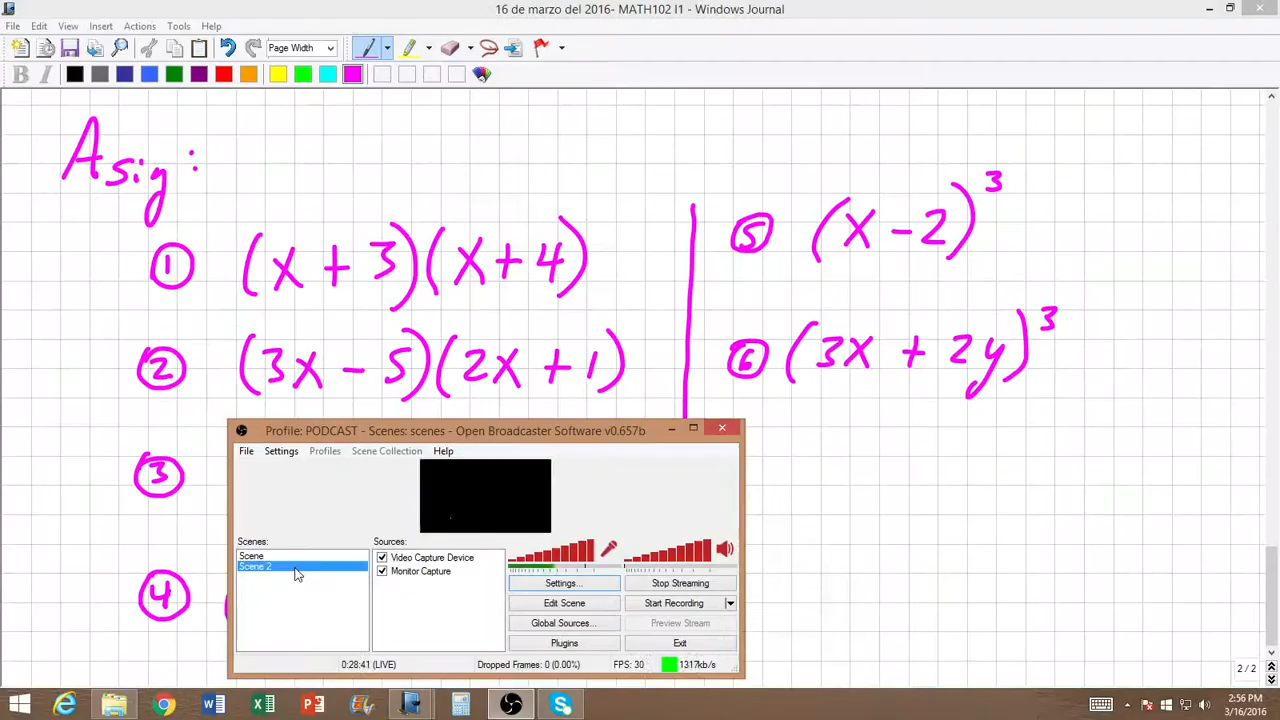 16 de marzo del 2016- MATH102 I1 - Windows Journal
File Edit View Insert Actions Tools Help
Page Width
B I
Asig:
① (x + 3)(x + 4)
② (3x - 5)(2x + 1)
③
④
⑤ (x - 2)³
⑥ (3x + 2y)³
Profile: PODCAST - Scenes: scenes - Open Broadcaster Software v0.657b
File Settings Profiles Scene Collection Help
Scenes:
Scene
Scene 2
Sources:
Video Capture Device
Monitor Capture
Settings... Stop Streaming
Edit Scene Start Recording
Global Sources... Preview Stream
Plugins Exit
0:28:41 (LIVE) Dropped Frames: 0 (0.00%) FPS: 30 1317kb/s
2 / 2
2:56 PM
3/16/2016